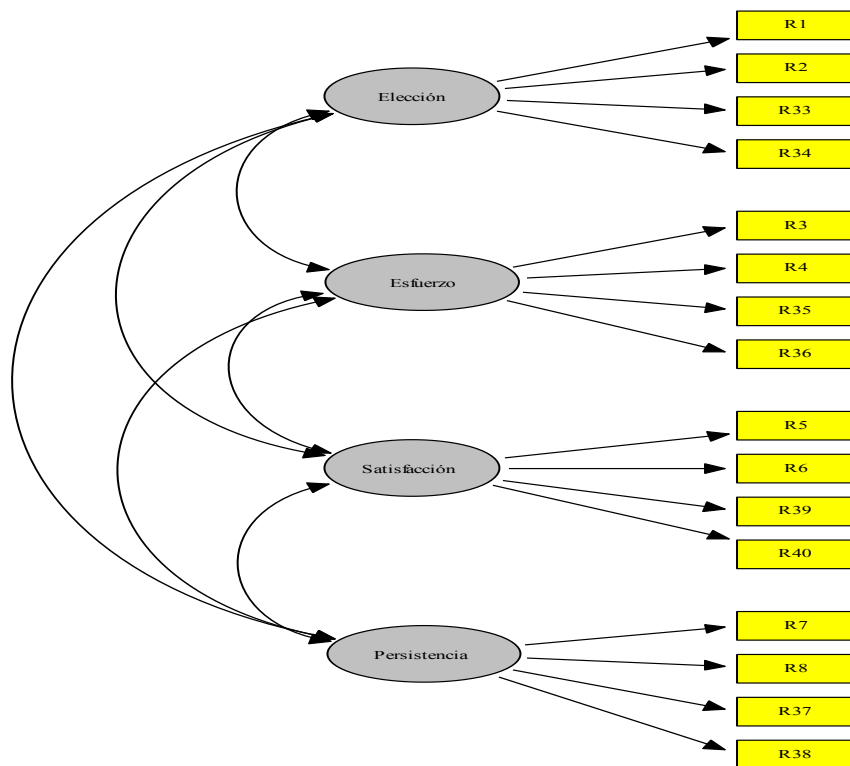 R1
R2
Elección
R33
R34
R3
R4
Esfuerzo
R35
R36
R5
R6
Satisfacción
R39
R40
R7
R8
Persistencia
R37
R38